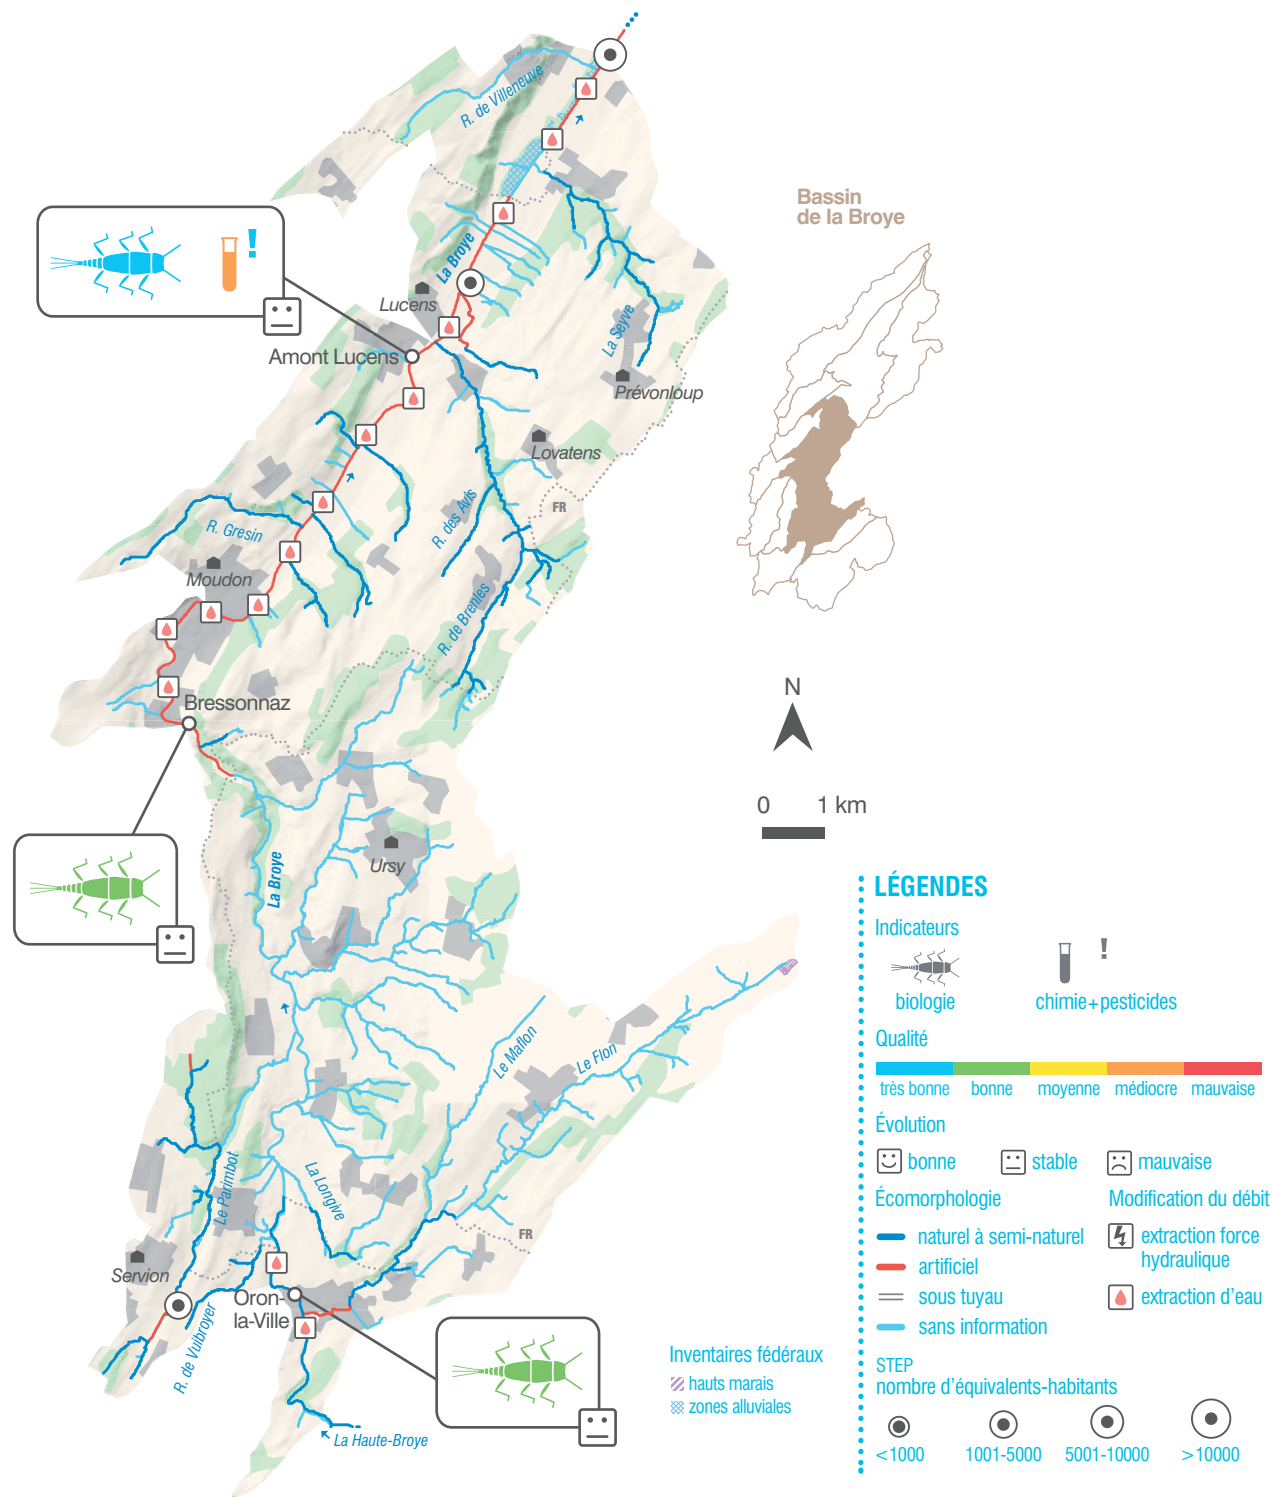 R. de Villeneuve
Bassin
de la Broye
La Broye
Lucens
La Seyve
Amont Lucens
Prévonloup
Lovatens
R. des Avis
FR
R. Gresin
Moudon
R. de Brenles
Bressonnaz
N
0 1 km
Ursy
La Broye
LÉGENDES
Indicateurs
!
biologie
chimie+pesticides
Qualité
très bonne
bonne
moyenne
médiocre
mauvaise
Évolution
bonne
stable
mauvaise
Écomorphologie
Modification du débit
naturel à semi-naturel
extraction force
hydraulique
artificiel
sous tuyau
extraction d'eau
sans information
STEP
nombre d'équivalents-habitants
<1000
1001-5000
5001-10000
>10000
Inventaires fédéraux
hauts marais
zones alluviales
!
Le Maflon
Le Flon
Le Parimbot
La Longive
FR
Servion
Oron-
la-Ville
R. de Vuibroyer
La Haute-Broye